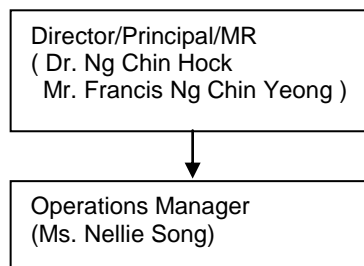 Director/Principal/MR
( Dr. Ng Chin Hock
Mr. Francis Ng Chin Yeong )
Operations Manager
(Ms. Nellie Song)